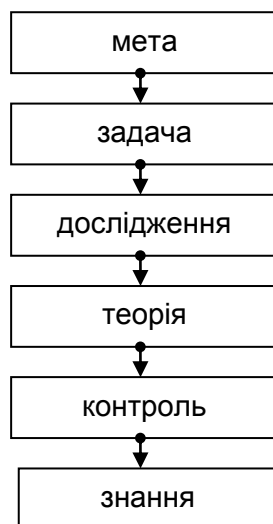 мета
задача
дослідження
теорія
контроль
знання